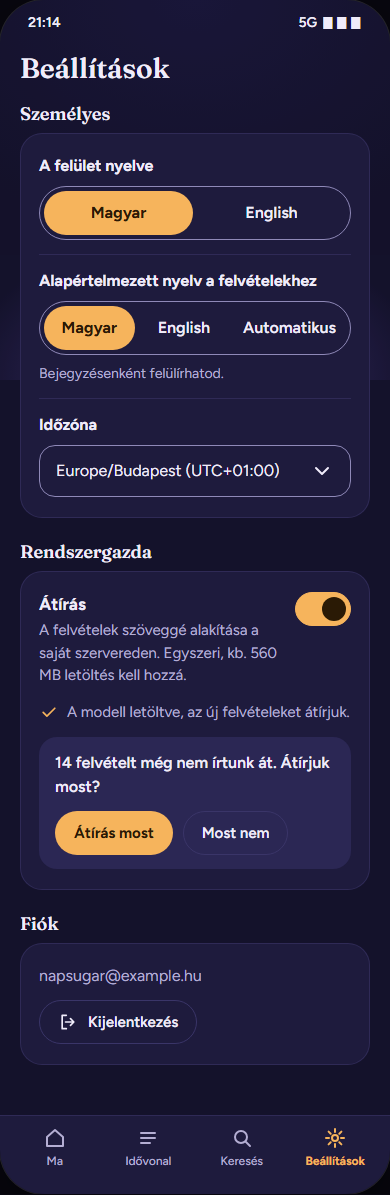 21:14
5G
Beállítások
Személyes
A felület nyelve
Magyar
English
Alapértelmezett nyelv a felvételekhez
Magyar
English
Automatikus
Bejegyzésenként felülírhatod.
Időzóna
Europe/Budapest (UTC+01:00)
Rendszergazda
Átírás
A felvételek szöveggé alakítása a
saját szervereden. Egyszeri, kb. 560
MB letöltés kell hozzá.
A modell letöltve, az új felvételeket átírjuk.
14 felvételt még nem írtunk át. Átírjuk
most?
Átírás most
Most nem
Fiók
napsugar@example.hu
Kijelentkezés
Ma
Idővonal
Keresés
Beállítások